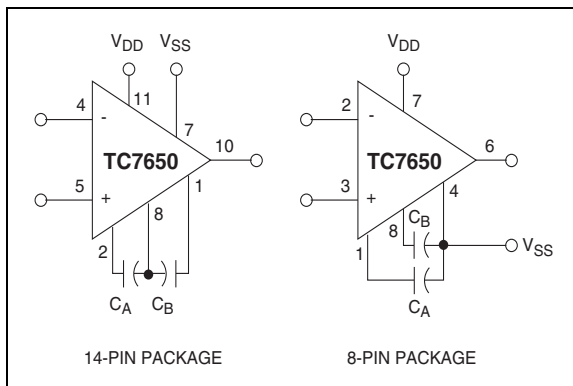 VDD VSS
4 - 11
7
TC7650 10
5 + 8 1
2
CA CB
14-PIN PACKAGE
VDD
2 - 7
TC7650 6
3 + 4
CB
8
1 VSS
CA
8-PIN PACKAGE